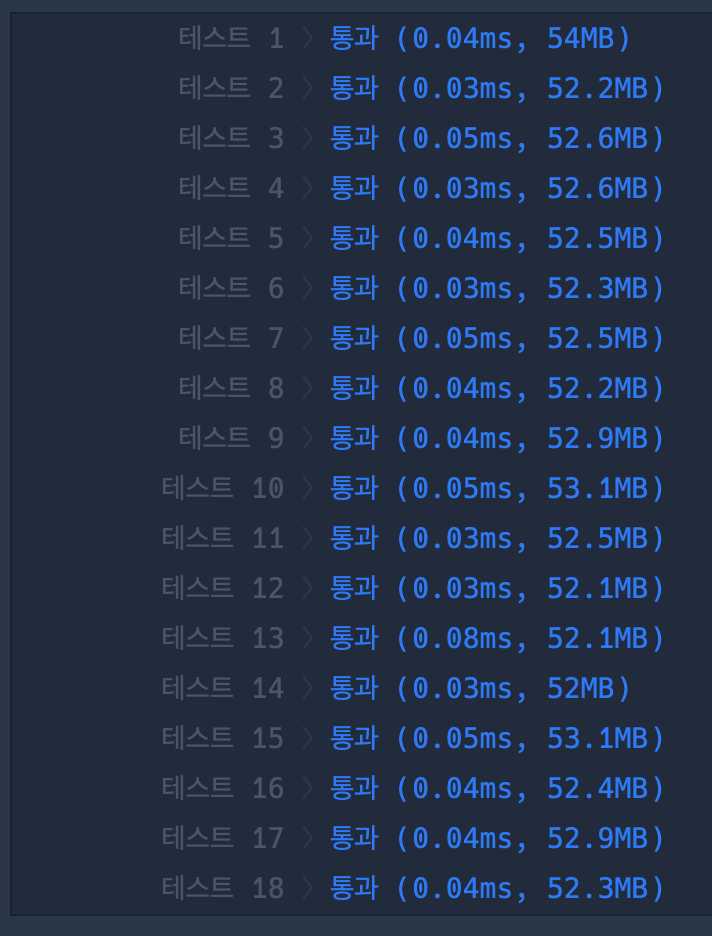 테스트 1 〉 통과 (0.04ms, 54MB)
테스트 2 〉 통과 (0.03ms, 52.2MB)
테스트 3 〉 통과 (0.05ms, 52.6MB)
테스트 4 〉 통과 (0.03ms, 52.6MB)
테스트 5 〉 통과 (0.04ms, 52.5MB)
테스트 6 〉 통과 (0.03ms, 52.3MB)
테스트 7 〉 통과 (0.05ms, 52.5MB)
테스트 8 〉 통과 (0.04ms, 52.2MB)
테스트 9 〉 통과 (0.04ms, 52.9MB)
테스트 10 〉 통과 (0.05ms, 53.1MB)
테스트 11 〉 통과 (0.03ms, 52.5MB)
테스트 12 〉 통과 (0.03ms, 52.1MB)
테스트 13 〉 통과 (0.08ms, 52.1MB)
테스트 14 〉 통과 (0.03ms, 52MB)
테스트 15 〉 통과 (0.05ms, 53.1MB)
테스트 16 〉 통과 (0.04ms, 52.4MB)
테스트 17 〉 통과 (0.04ms, 52.9MB)
테스트 18 〉 통과 (0.04ms, 52.3MB)